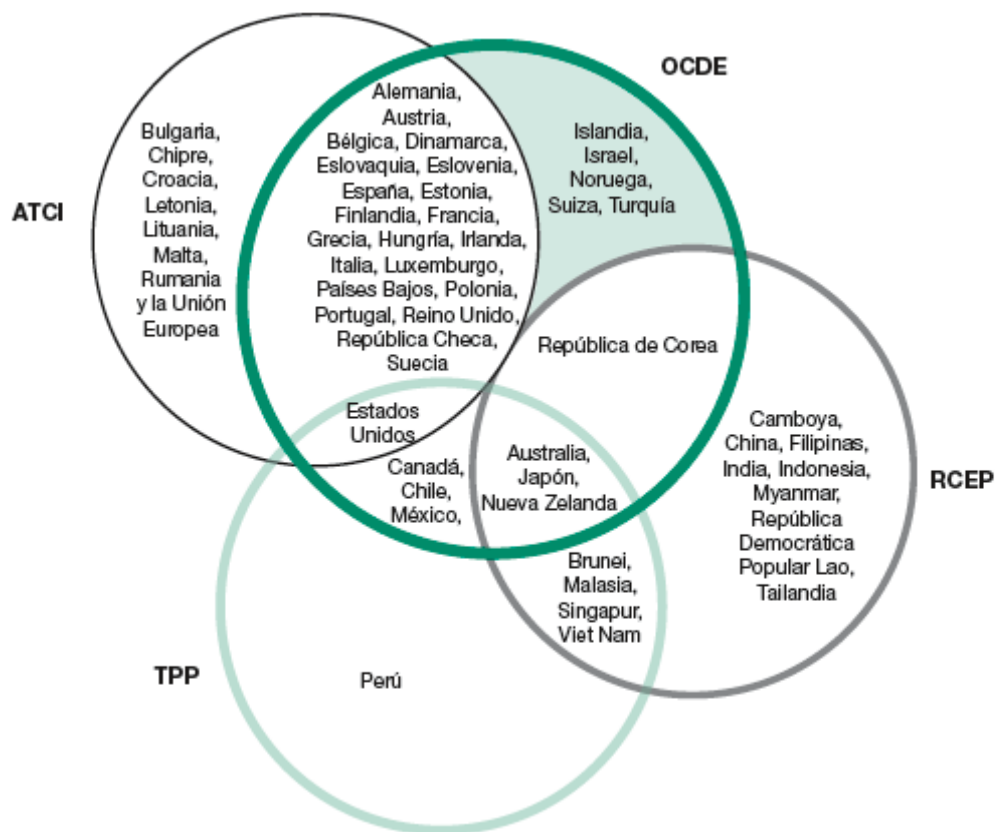 OCDE
ATCI
Bulgaria,
Chipre,
Croacia,
Letonia,
Lituania,
Malta,
Rumania
y la Unión
Europea
Alemania,
Austria,
Bélgica, Dinamarca,
Eslovaquia, Eslovenia,
España, Estonia,
Finlandia, Francia,
Grecia, Hungría, Irlanda,
Italia, Luxemburgo,
Países Bajos, Polonia,
Portugal, Reino Unido,
República Checa,
Suecia
Islandia,
Israel,
Noruega,
Suiza, Turquía
República de Corea
Estados
Unidos
Canadá,
Chile,
México,
Australia,
Japón,
Nueva Zelanda
Camboya,
China, Filipinas,
India, Indonesia,
Myanmar,
República
Democrática
Popular Lao,
Tailandia
RCEP
Brunei,
Malasia,
Singapur,
Viet Nam
TPP
Perú